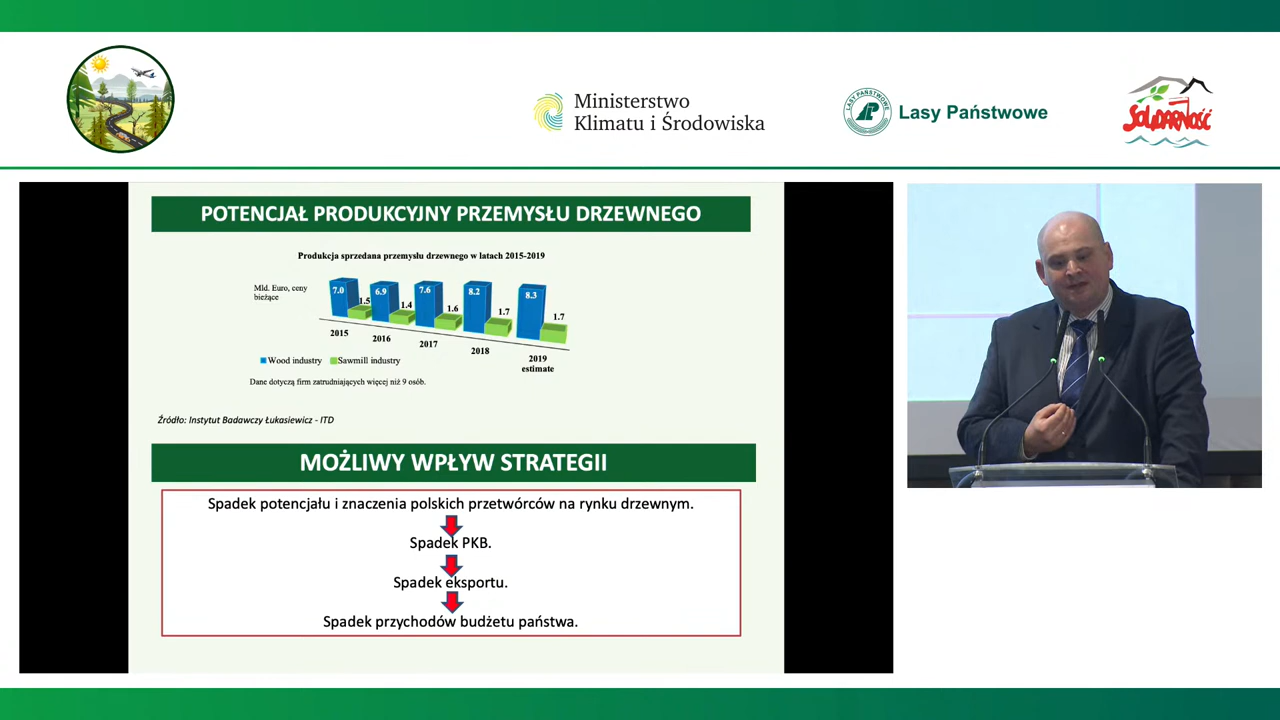 Ministerstwo
Klimatu i Środowiska
LASY PAŃSTWOWE
Lasy Państwowe
SOLIDARNOŚĆ
POTENCJAŁ PRODUKCYJNY PRZEMYSŁU DRZEWNEGO
Produkcja sprzedana przemysłu drzewnego w latach 2015-2019
Mld. Euro, ceny
bieżące
7.0 1.5 6.9 1.4 7.6 1.6 8.2 1.7 8.3 1.7
2015 2016 2017 2018 2019
estimate
Wood industry Sawmill industry
Dane dotyczą firm zatrudniających więcej niż 9 osób.
Źródło: Instytut Badawczy Łukasiewicz - ITD
MOŻLIWY WPŁYW STRATEGII
Spadek potencjału i znaczenia polskich przetwórców na rynku drzewnym.
Spadek PKB.
Spadek eksportu.
Spadek przychodów budżetu państwa.